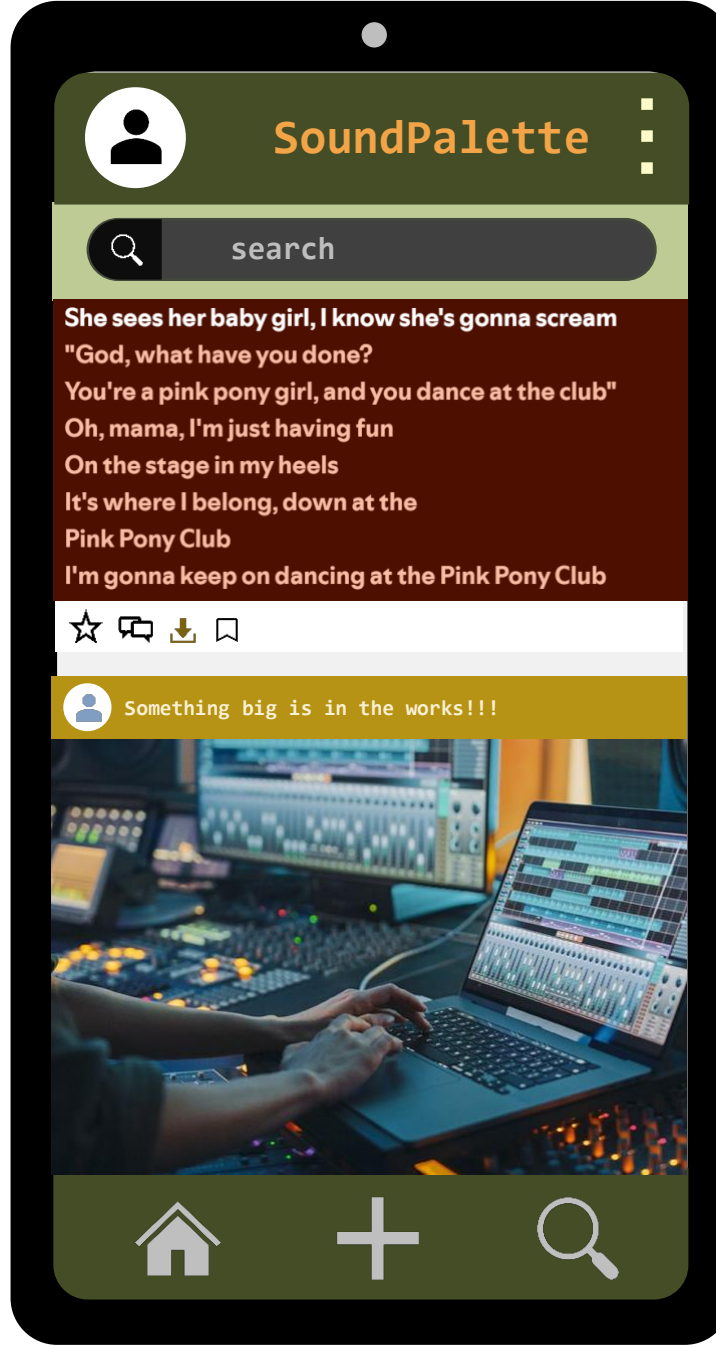 SoundPalette
search
She sees her baby girl, I know she's gonna scream
"God, what have you done?
You're a pink pony girl, and you dance at the club"
Oh, mama, I'm just having fun
On the stage in my heels
It's where I belong, down at the
Pink Pony Club
I'm gonna keep on dancing at the Pink Pony Club
Something big is in the works!!!